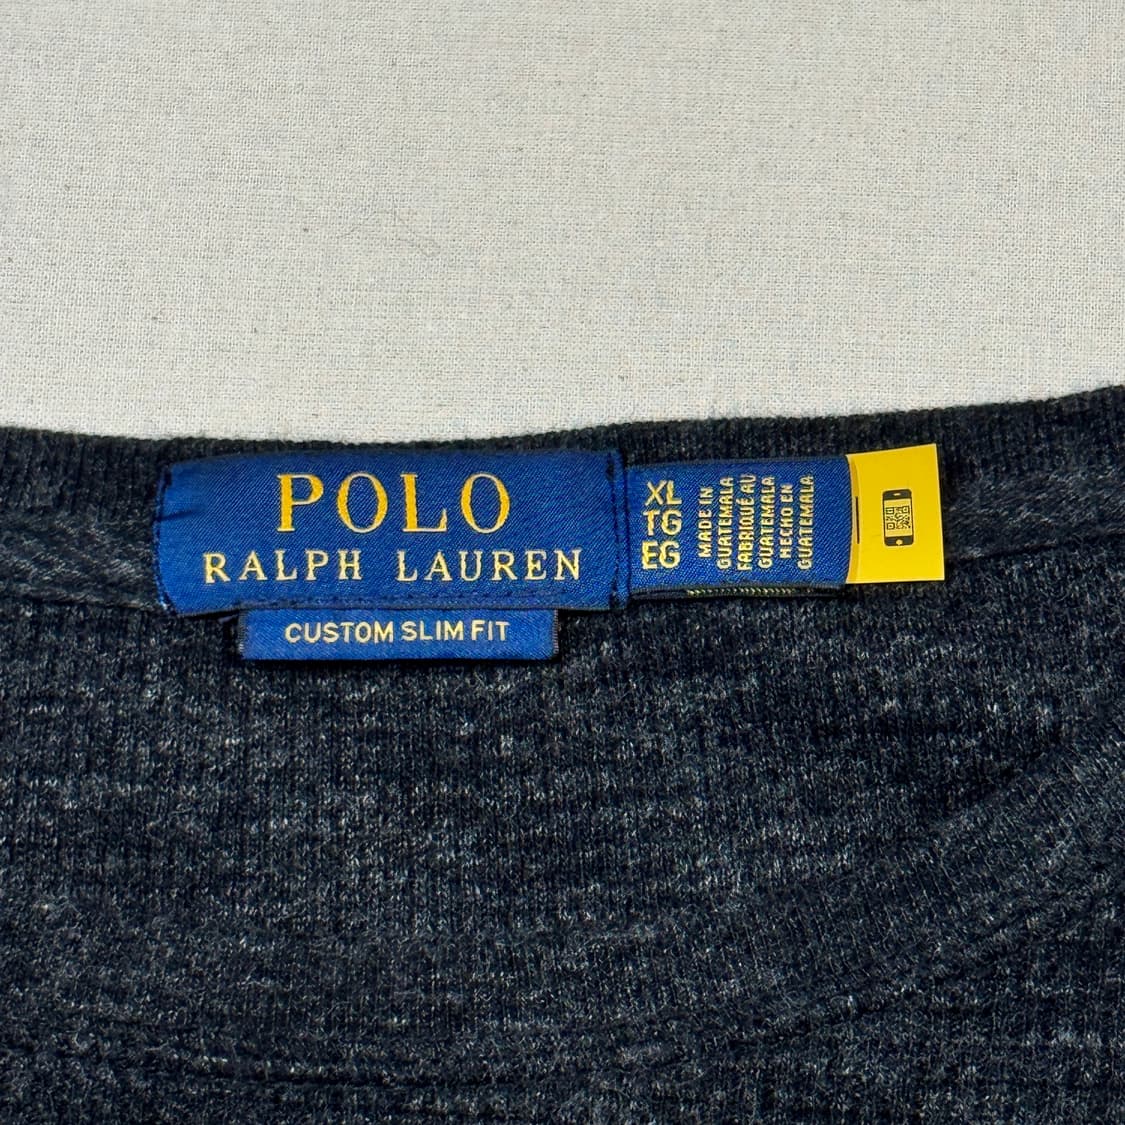 POLO
RALPH LAUREN
CUSTOM SLIM FIT
XL
TG
EG
MADE IN
GUATEMALA
FABRIQUÉ AU
GUATEMALA
HECHO EN
GUATEMALA